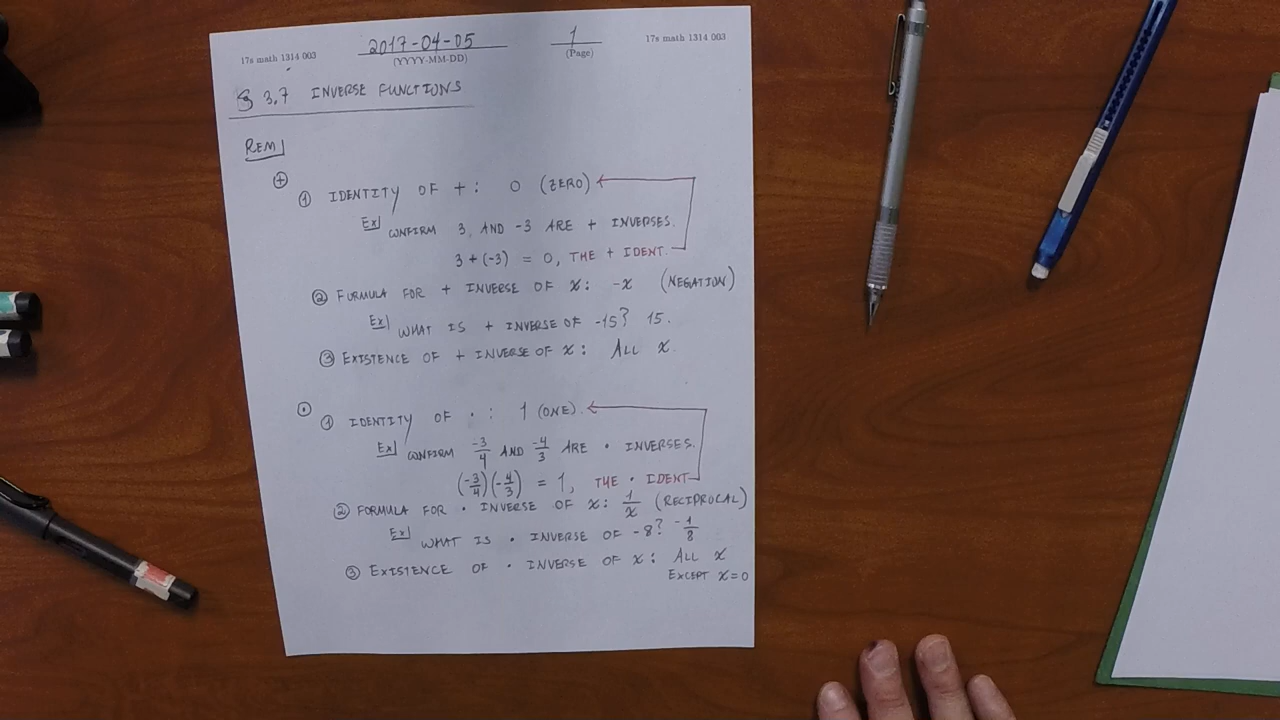 17s math 1314 003 2017-04-05 1 17s math 1314 003
(YYYY-MM-DD) (Page)
§ 3.7 INVERSE FUNCTIONS
REM
⊕
① IDENTITY OF +: 0 (ZERO)
Ex CONFIRM 3 AND -3 ARE + INVERSES.
3 + (-3) = 0, THE + IDENT.
② FORMULA FOR + INVERSE OF x: -x (NEGATION)
Ex WHAT IS + INVERSE OF -15? 15.
③ EXISTENCE OF + INVERSE OF x: ALL x.
⊙
① IDENTITY OF ·: 1 (ONE).
Ex CONFIRM -3/4 AND -4/3 ARE · INVERSES.
(-3/4)(-4/3) = 1, THE · IDENT
② FORMULA FOR · INVERSE OF x: 1/x (RECIPROCAL)
Ex WHAT IS · INVERSE OF -8? -1/8
③ EXISTENCE OF · INVERSE OF x: ALL x
EXCEPT x=0